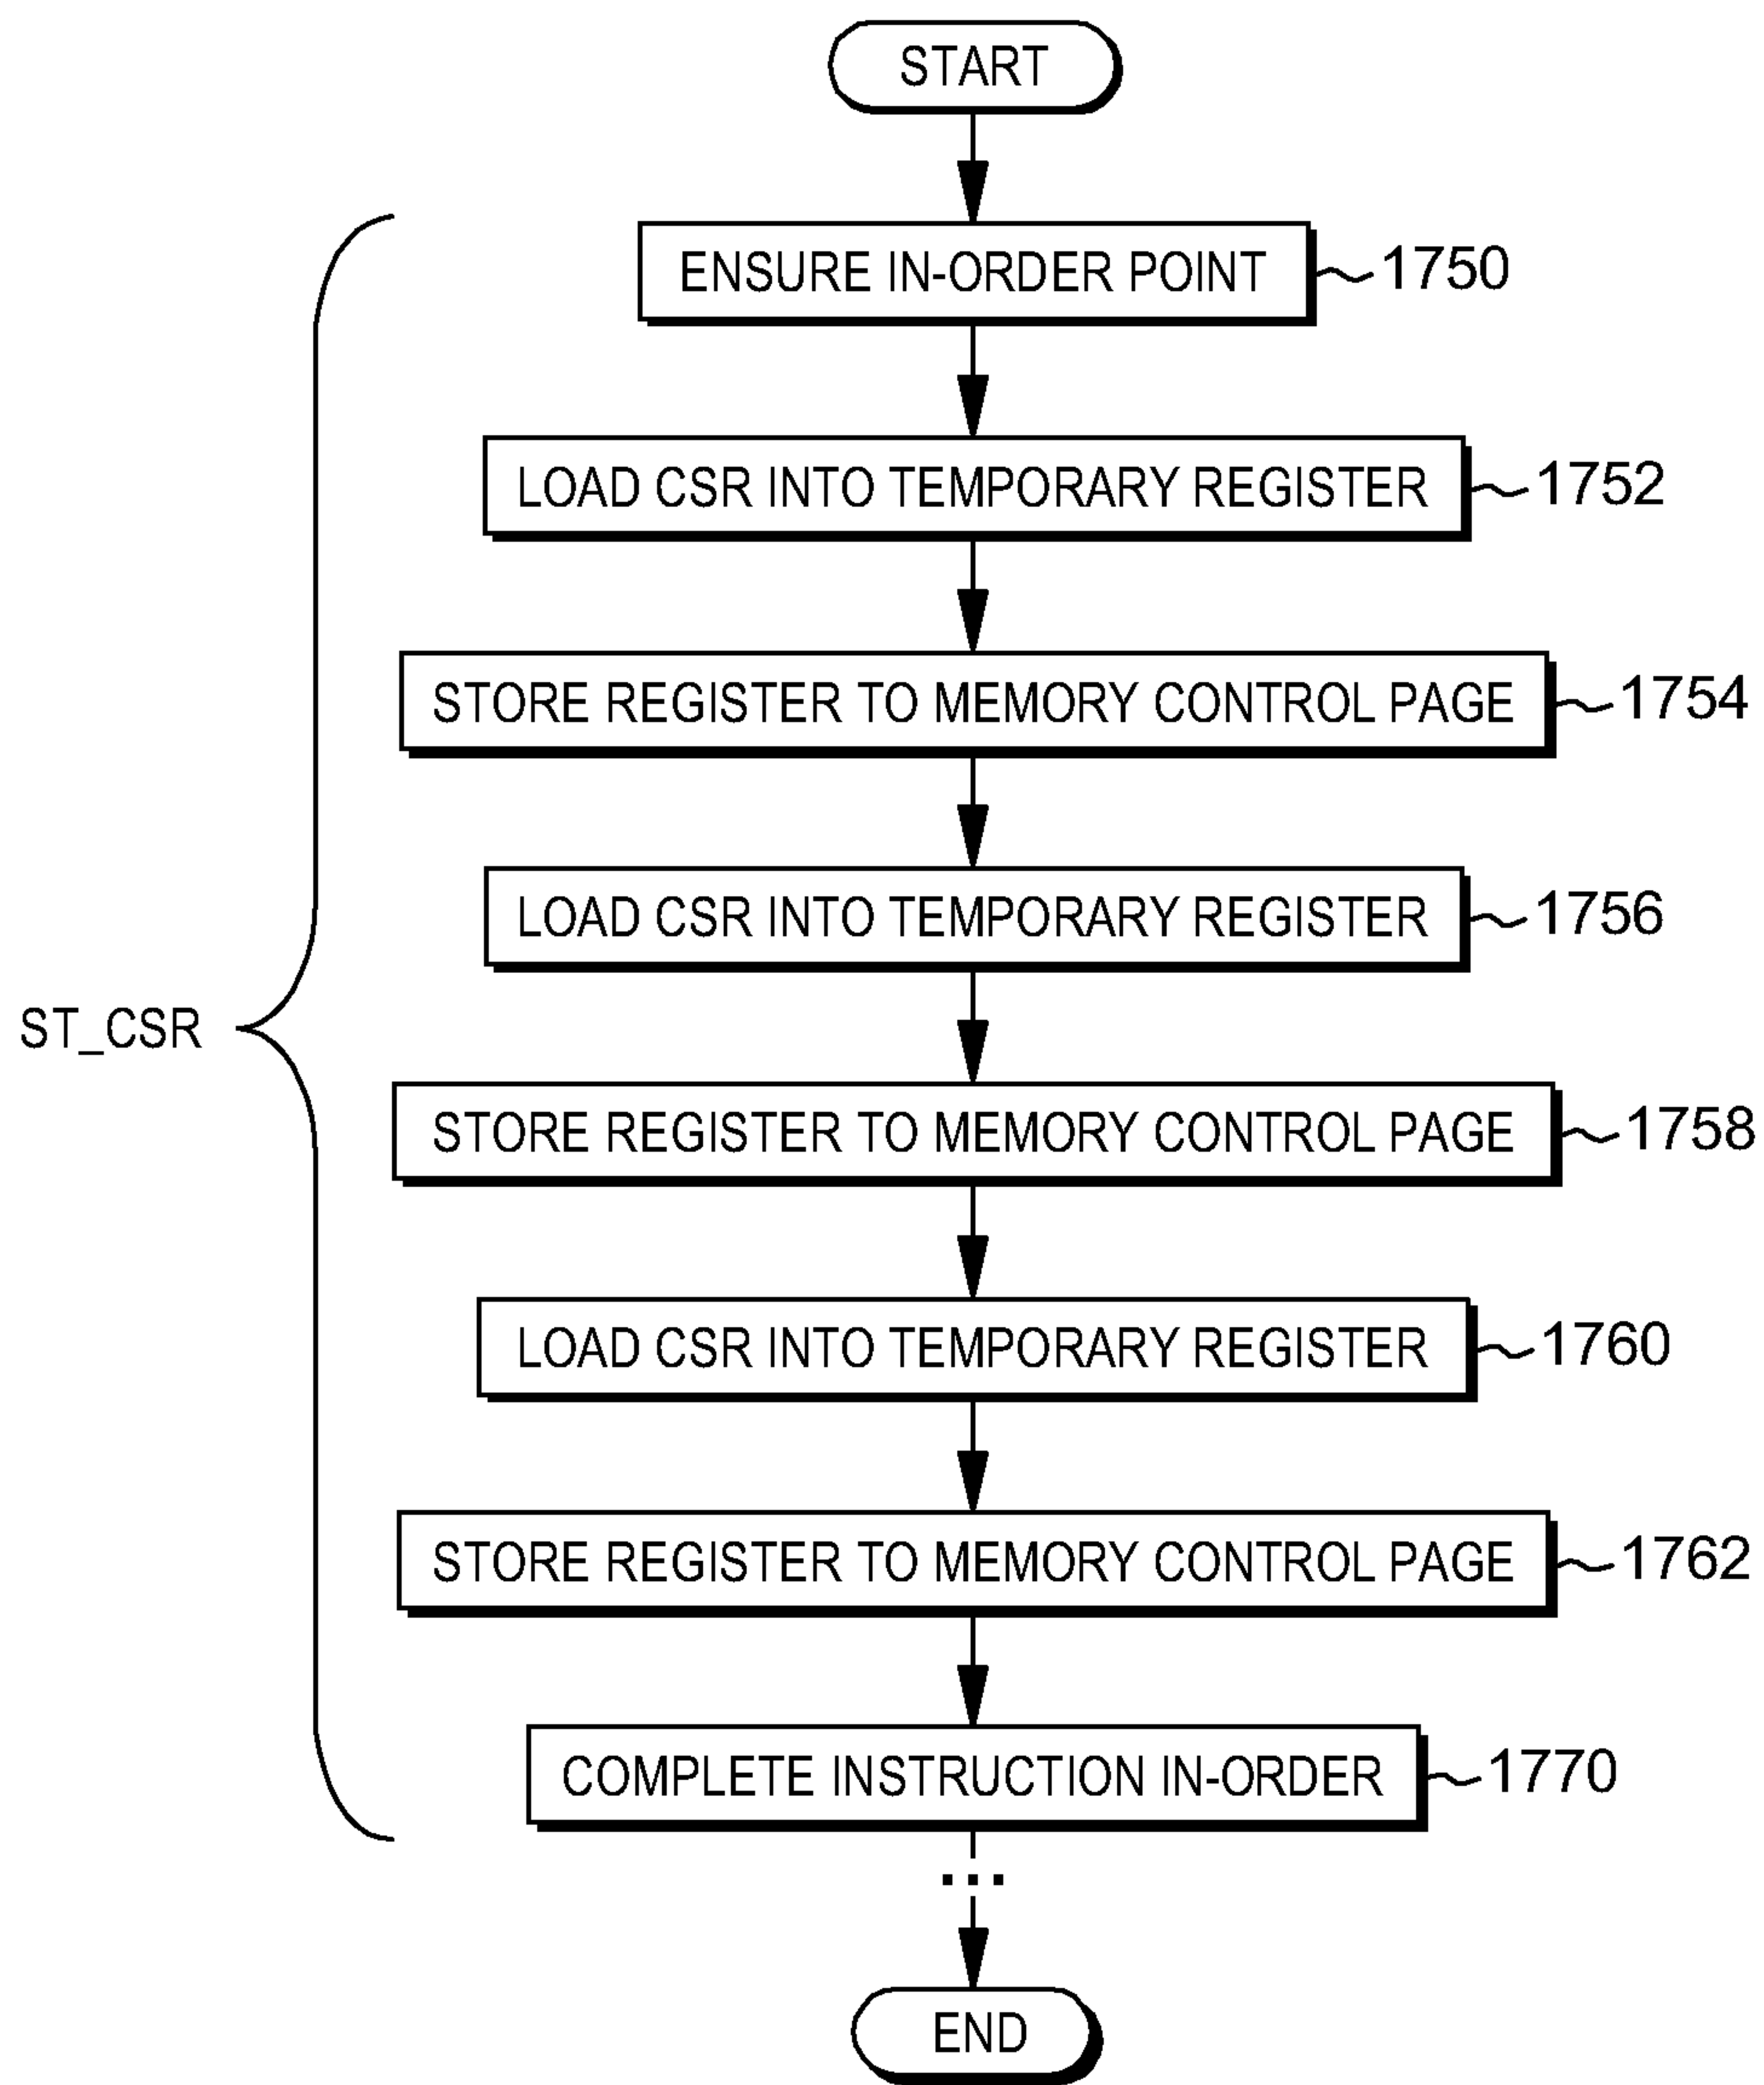 START
ENSURE IN-ORDER POINT 1750
LOAD CSR INTO TEMPORARY REGISTER 1752
STORE REGISTER TO MEMORY CONTROL PAGE 1754
LOAD CSR INTO TEMPORARY REGISTER 1756
ST_CSR
STORE REGISTER TO MEMORY CONTROL PAGE 1758
LOAD CSR INTO TEMPORARY REGISTER 1760
STORE REGISTER TO MEMORY CONTROL PAGE 1762
COMPLETE INSTRUCTION IN-ORDER 1770
...
END